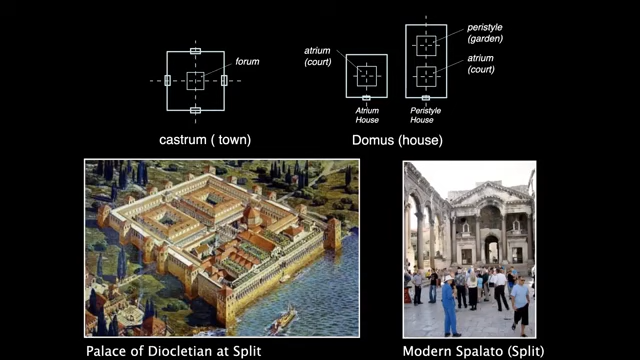 forum
castrum ( town)
atrium
(court)
peristyle
(garden)
atrium
(court)
Atrium
House
Peristyle
House
Domus (house)
Palace of Diocletian at Split
Modern Spalato (Split)